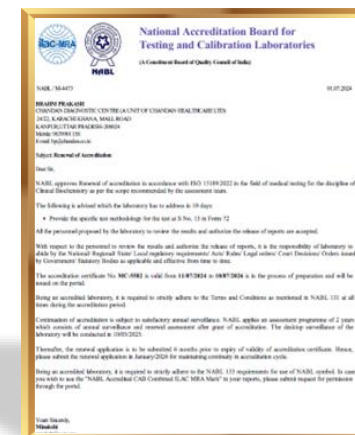 ilac-MRA
NABL
National Accreditation Board for
Testing and Calibration Laboratories
(A Constituent Board of Quality Council of India)
NABL/ M-4473
01.07.2024
CHANDAN DIAGNOSTIC CENTRE (A UNIT OF CHANDAN HEALTHCARE LTD)
24/22, KARACHI KHANA, MALL ROAD
KANPUR, UTTAR PRADESH-208024
Subject: Renewal of Accreditation
Dear Sir,
NABL approves Renewal of accreditation in accordance with ISO 15189:2022 in the field of medical testing for the discipline of
Clinical Biochemistry as per the scope recommended by the assessment team.
The following is advised which the laboratory has to address in 10 days:
• Provide the specific test methodology for the test at S No. 13 in Form 72
All the personnel proposed by the laboratory to review the results and authorize the release of reports are accepted.
With respect to the personnel to review the results and authorize the release of reports, it is the responsibility of laboratory to
abide by the National/ Regional/ State/ Local regulatory requirements/ Acts/ Rules/ Legal orders/ Court Decisions/ Orders issued
by Government/ Statutory Bodies as applicable and effective from time to time.
The accreditation certificate No. is valid from 11/07/2024 to is in the process of preparation and will be
issued on the portal.
Being an accredited laboratory, it is required to strictly adhere to the Terms and Conditions as mentioned in NABL 131 at all
times during the accreditation period.
Continuation of accreditation is subject to satisfactory annual surveillance. NABL applies an assessment programme of 2 years
which consists of annual surveillance and renewal assessment after grant of accreditation. The desktop surveillance of the
laboratory will be conducted in
Thereafter, the renewal application is to be submitted 6 months prior to expiry of validity of accreditation certificate. Hence,
please submit the renewal application in for maintaining continuity in accreditation cycle.
Being an accredited laboratory, it is required to strictly adhere to the NABL 133 requirements for use of NABL symbol. In case
you wish to use the "NABL Accredited CAB Combined ILAC MRA Mark" in your reports, please submit request for permission
through the portal.
Your Sincerely,